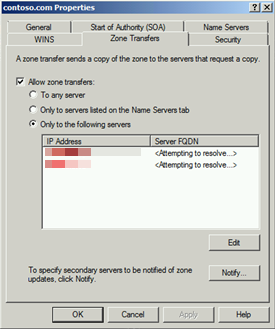 contoso.com Properties
General
Start of Authority (SOA)
Name Servers
WINS
Zone Transfers
Security
A zone transfer sends a copy of the zone to the servers that request a copy.
Allow zone transfers:
To any server
Only to servers listed on the Name Servers tab
Only to the following servers
IP Address
Server FQDN
<Attempting to resolve...>
<Attempting to resolve...>
Edit
To specify secondary servers to be notified of zone
updates, click Notify.
Notify...
OK
Cancel
Apply
Help